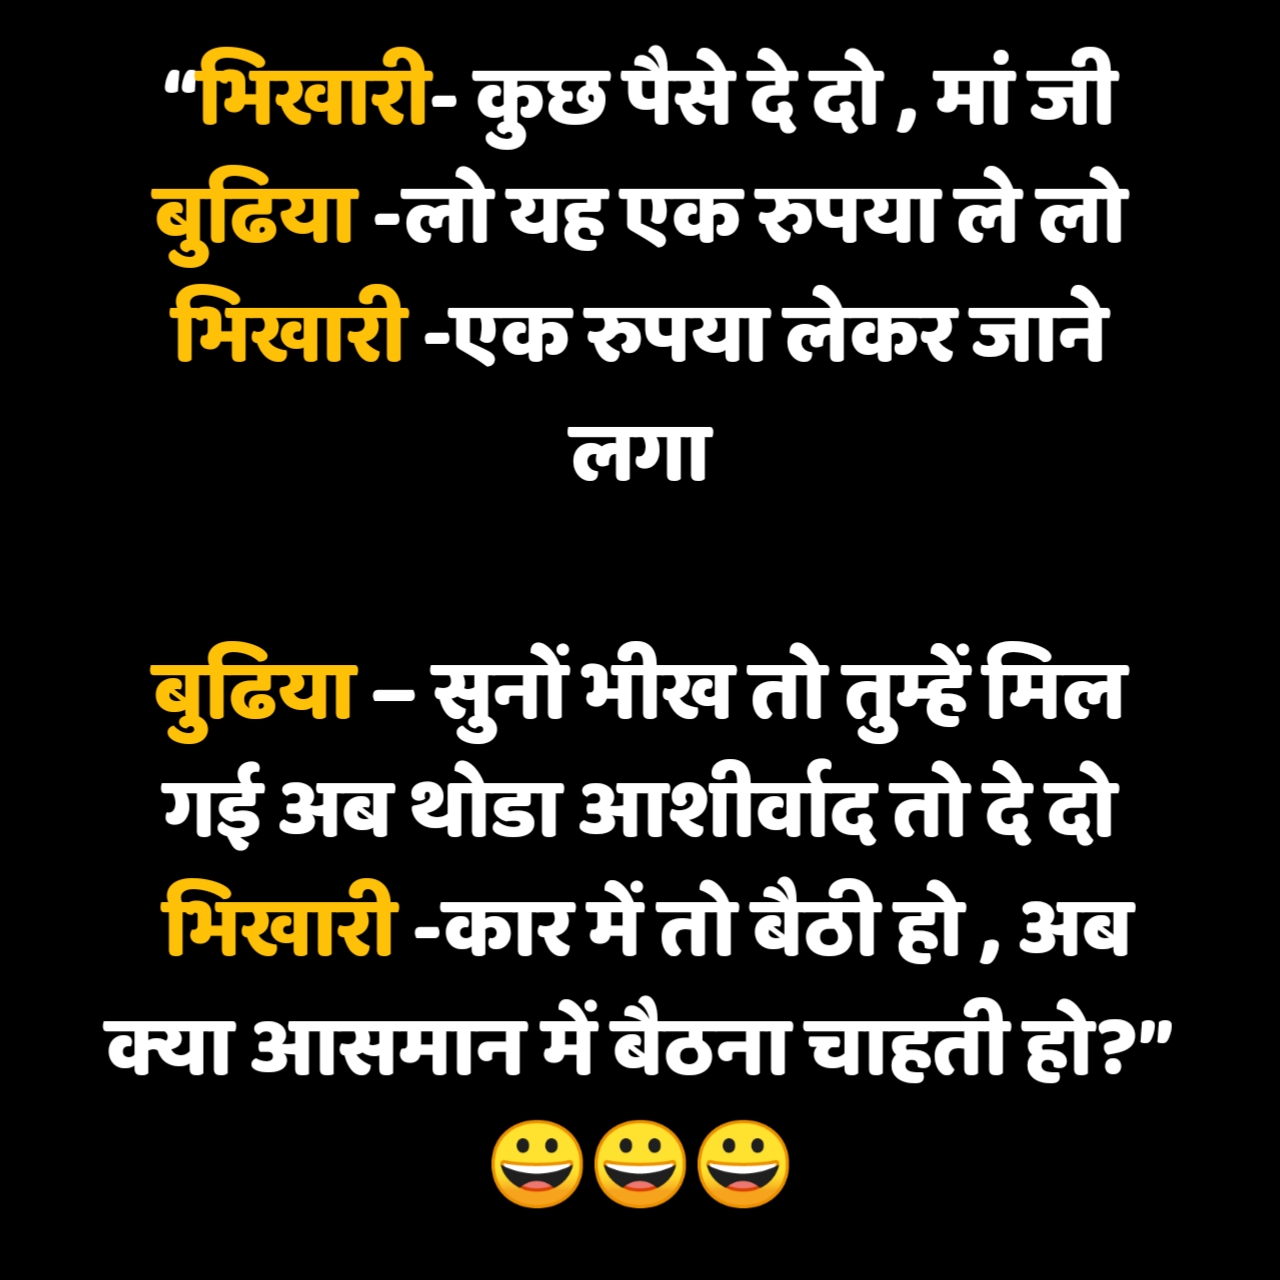 “भिखारी- कुछ पैसे दे दो , मां जी
बुढिया -लो यह एक रुपया ले लो
भिखारी -एक रुपया लेकर जाने
लगा
बुढिया – सुनों भीख तो तुम्हें मिल
गई अब थोडा आशीर्वाद तो दे दो
भिखारी -कार में तो बैठी हो , अब
क्या आसमान में बैठना चाहती हो?”
😀😀😀